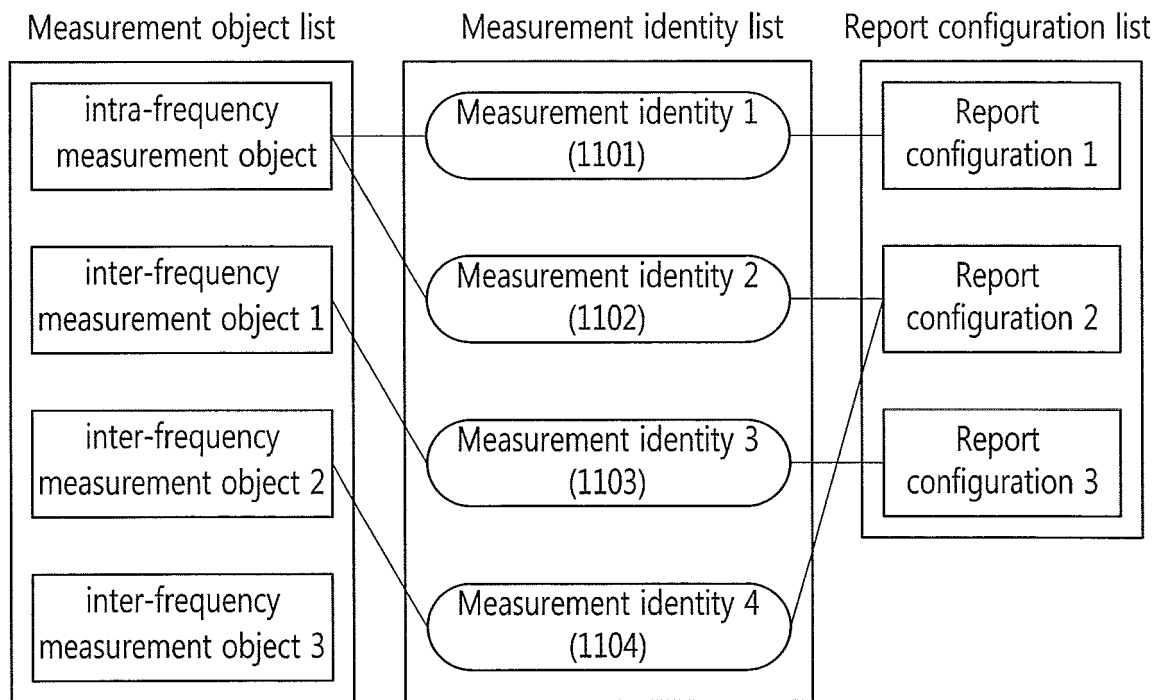 Measurement object list
Measurement identity list
Report configuration list
intra-frequency
measurement object
Measurement identity 1
(1101)
Report
configuration 1
inter-frequency
measurement object 1
Measurement identity 2
(1102)
Report
configuration 2
inter-frequency
measurement object 2
Measurement identity 3
(1103)
Report
configuration 3
inter-frequency
measurement object 3
Measurement identity 4
(1104)